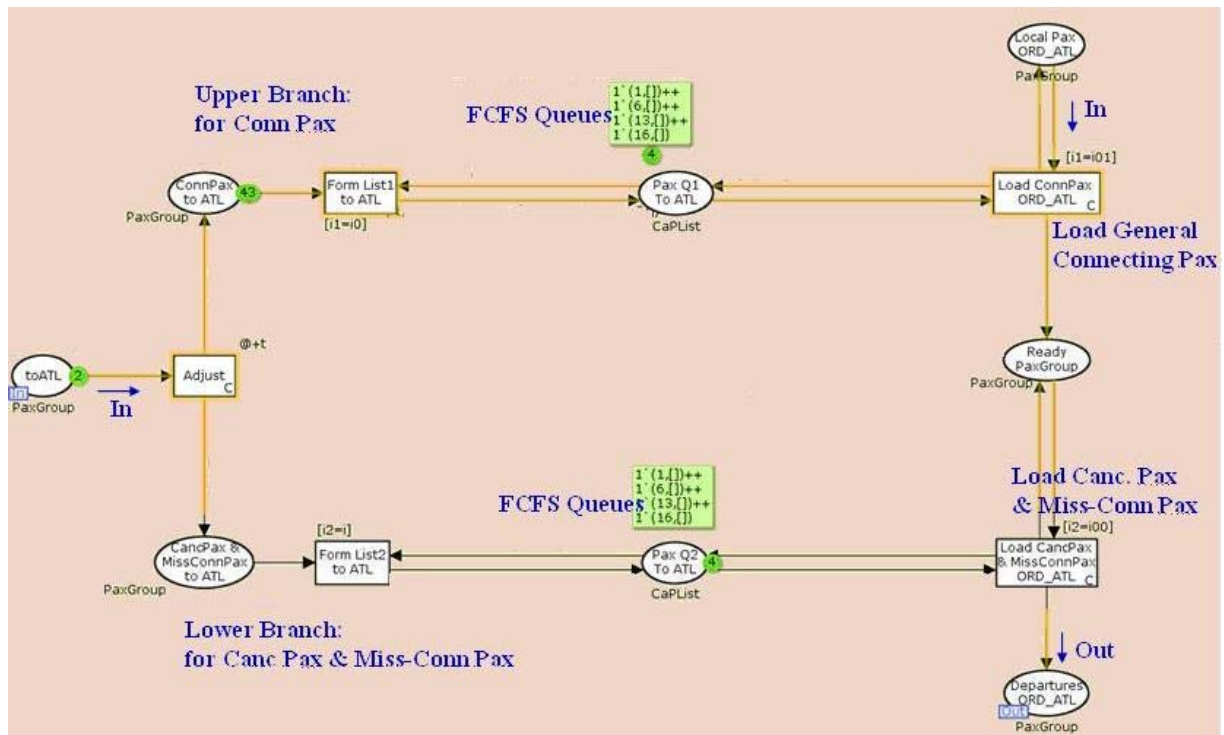 Local Pax
ORD_ATL
PaxGroup
In
[i1=i01]
Upper Branch:
for Conn Pax
FCFS Queues
1`(1,[])++
1`(6,[])++
1`(13,[])++
1`(16,[])
4
ConnPax
to ATL
43
PaxGroup
Form List1
to ATL
[i1=i0]
Pax Q1
To ATL
CaPList
Load ConnPax
ORD_ATL
C
Load General
Connecting Pax
@+t
toATL
2
In
PaxGroup
In
Adjust
C
Ready
PaxGroup
PaxGroup
FCFS Queues
1`(1,[])++
1`(6,[])++
1`(13,[])++
1`(16,[])
Load Canc. Pax
& Miss-Conn Pax
[i2=i00]
CancPax &
MissConnPax
to ATL
PaxGroup
[i2=i]
Form List2
to ATL
Pax Q2
To ATL
4
CaPList
Load CancPax
& MissConnPax
ORD_ATL
C
Lower Branch:
for Canc Pax & Miss-Conn Pax
Out
Departures
ORD_ATL
Out
PaxGroup